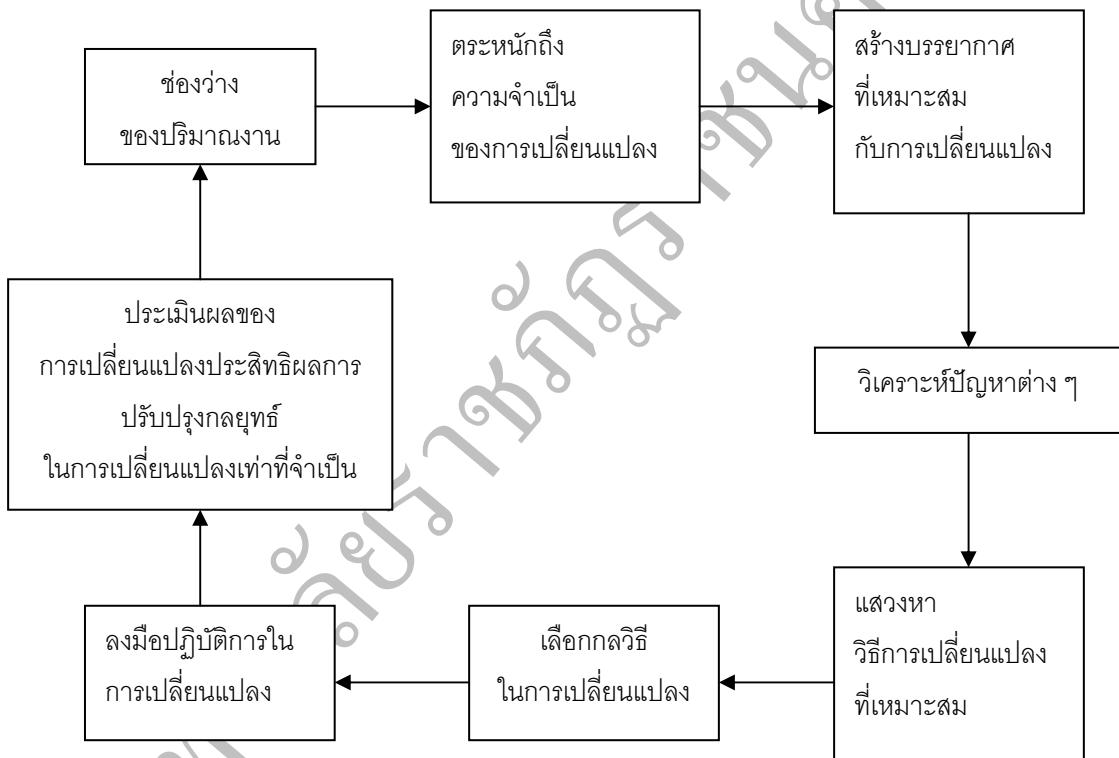 ช่องว่าง
ของปริมาณงาน
ตระหนักถึง
ความจำเป็น
ของการเปลี่ยนแปลง
สร้างบรรยากาศ
ที่เหมาะสม
กับการเปลี่ยนแปลง
วิเคราะห์ปัญหาต่าง ๆ
แสวงหา
วิธีการเปลี่ยนแปลง
ที่เหมาะสม
เลือกกลวิธี
ในการเปลี่ยนแปลง
ลงมือปฏิบัติการใน
การเปลี่ยนแปลง
ประเมินผลของ
การเปลี่ยนแปลงประสิทธิผลการ
ปรับปรุงกลยุทธ์
ในการเปลี่ยนแปลงเท่าที่จำเป็น